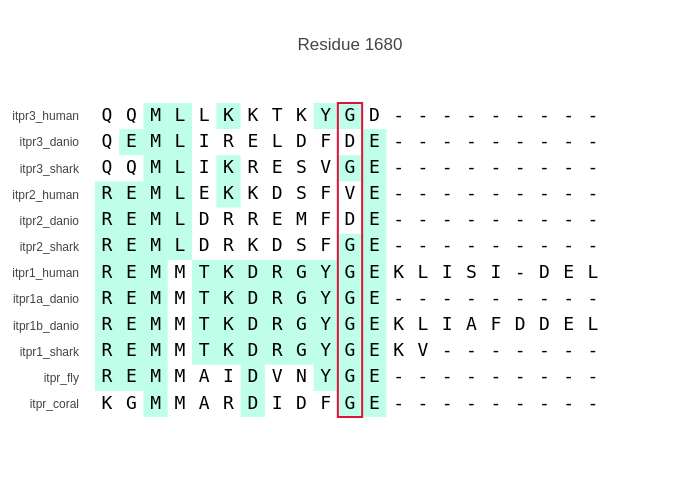 Residue 1680
itpr3_human Q Q M L L K K T K Y G D - - - - - - - - -
itpr3_danio Q E M L I R E L D F D E - - - - - - - - -
itpr3_shark Q Q M L I K R E S V G E - - - - - - - - -
itpr2_human R E M L E K K D S F V E - - - - - - - - -
itpr2_danio R E M L D R R E M F D E - - - - - - - - -
itpr2_shark R E M L D R K D S F G E - - - - - - - - -
itpr1_human R E M M T K D R G Y G E K L I S I - D E L
itpr1a_danio R E M M T K D R G Y G E - - - - - - - - -
itpr1b_danio R E M M T K D R G Y G E K L I A F D D E L
itpr1_shark R E M M T K D R G Y G E K V - - - - - - -
itpr_fly R E M M A I D V N Y G E - - - - - - - - -
itpr_coral K G M M A R D I D F G E - - - - - - - - -